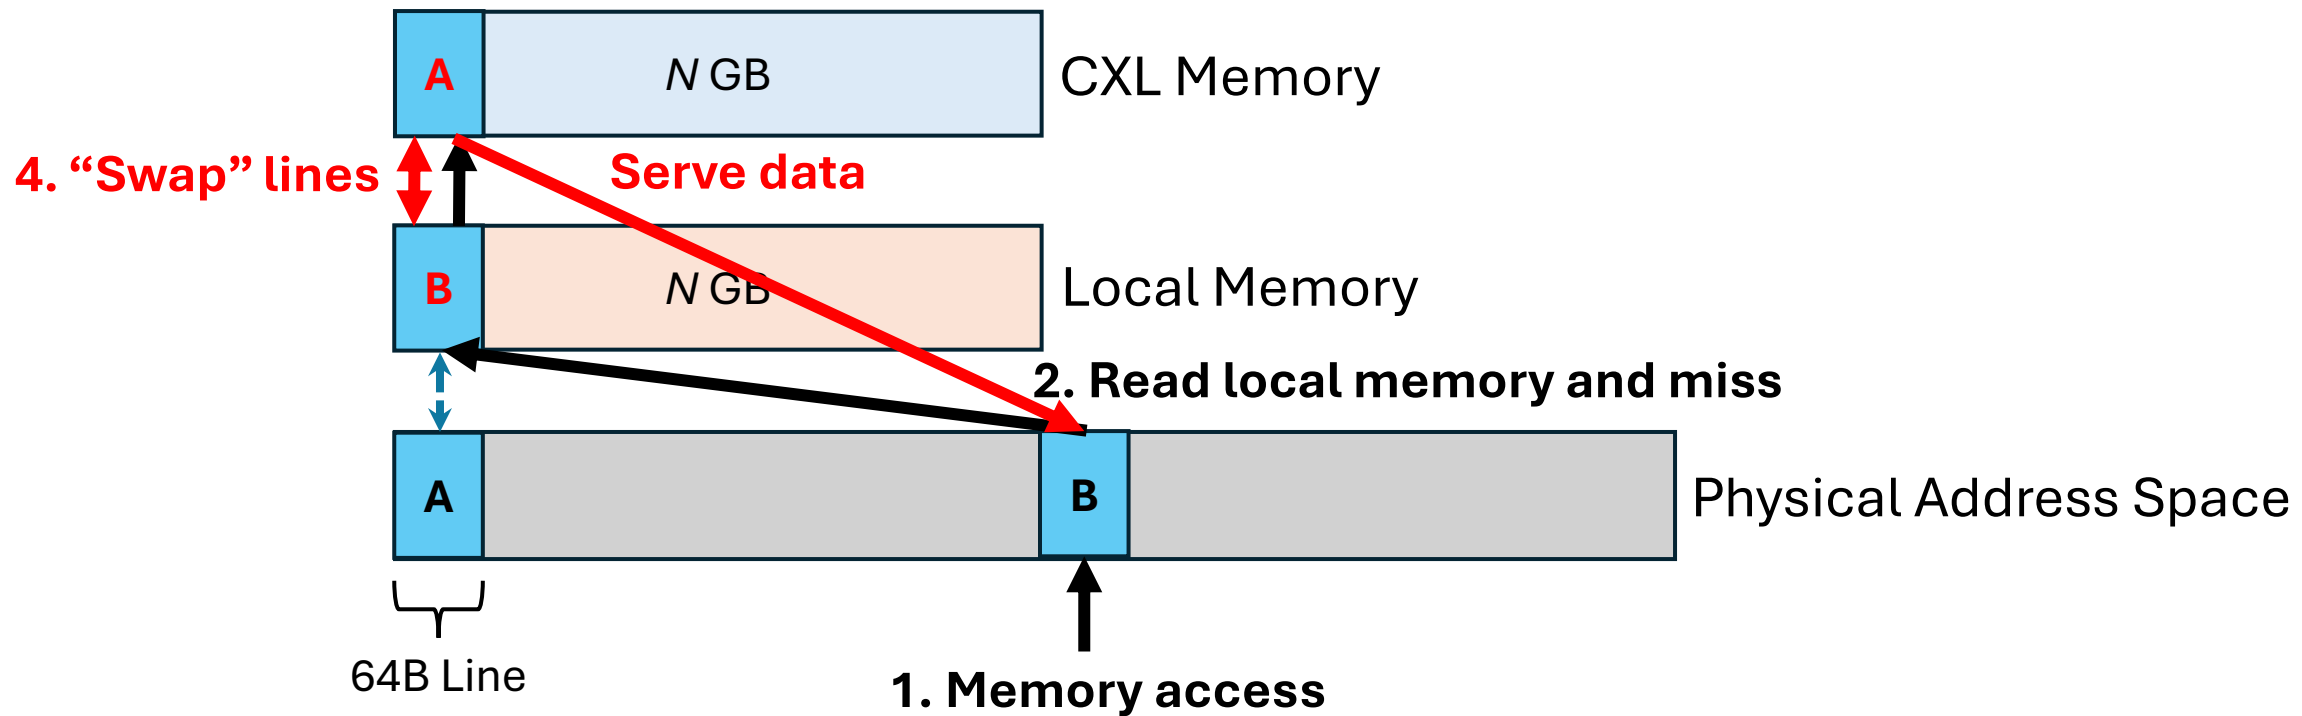 A
N GB
CXL Memory
4. “Swap” lines
Serve data
B
N GB
Local Memory
2. Read local memory and miss
A
B
Physical Address Space
64B Line
1. Memory access